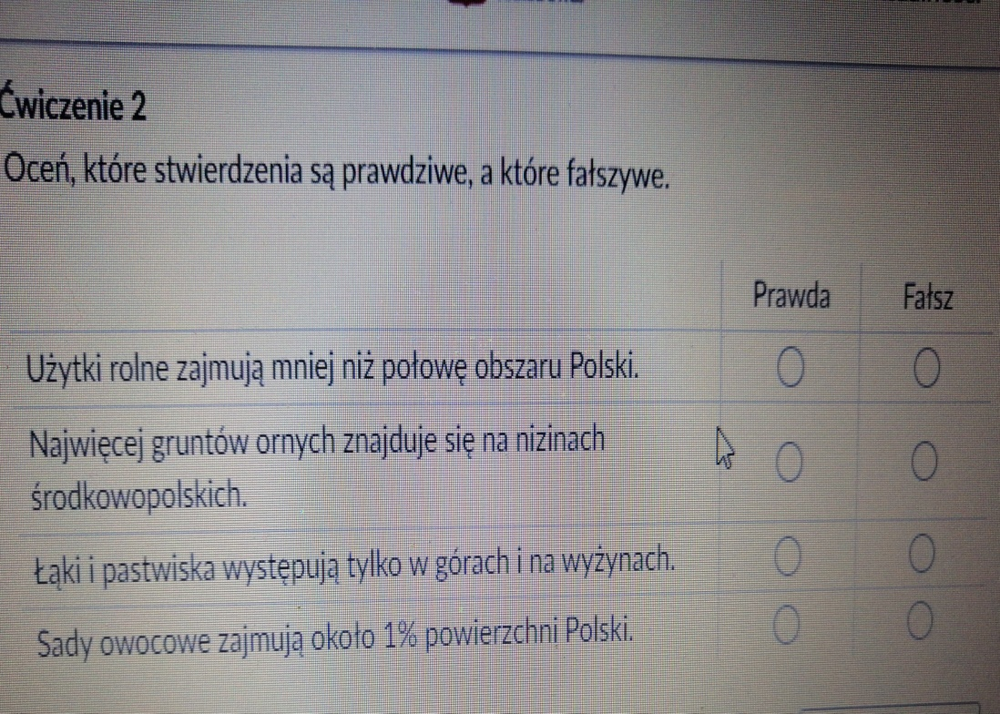 Ćwiczenie 2
Oceń, które stwierdzenia są prawdziwe, a które fałszywe.
Prawda Fałsz
Użytki rolne zajmują mniej niż połowę obszaru Polski.
Najwięcej gruntów ornych znajduje się na nizinach
środkowopolskich.
Łąki i pastwiska występują tylko w górach i na wyżynach.
Sady owocowe zajmują około 1% powierzchni Polski.